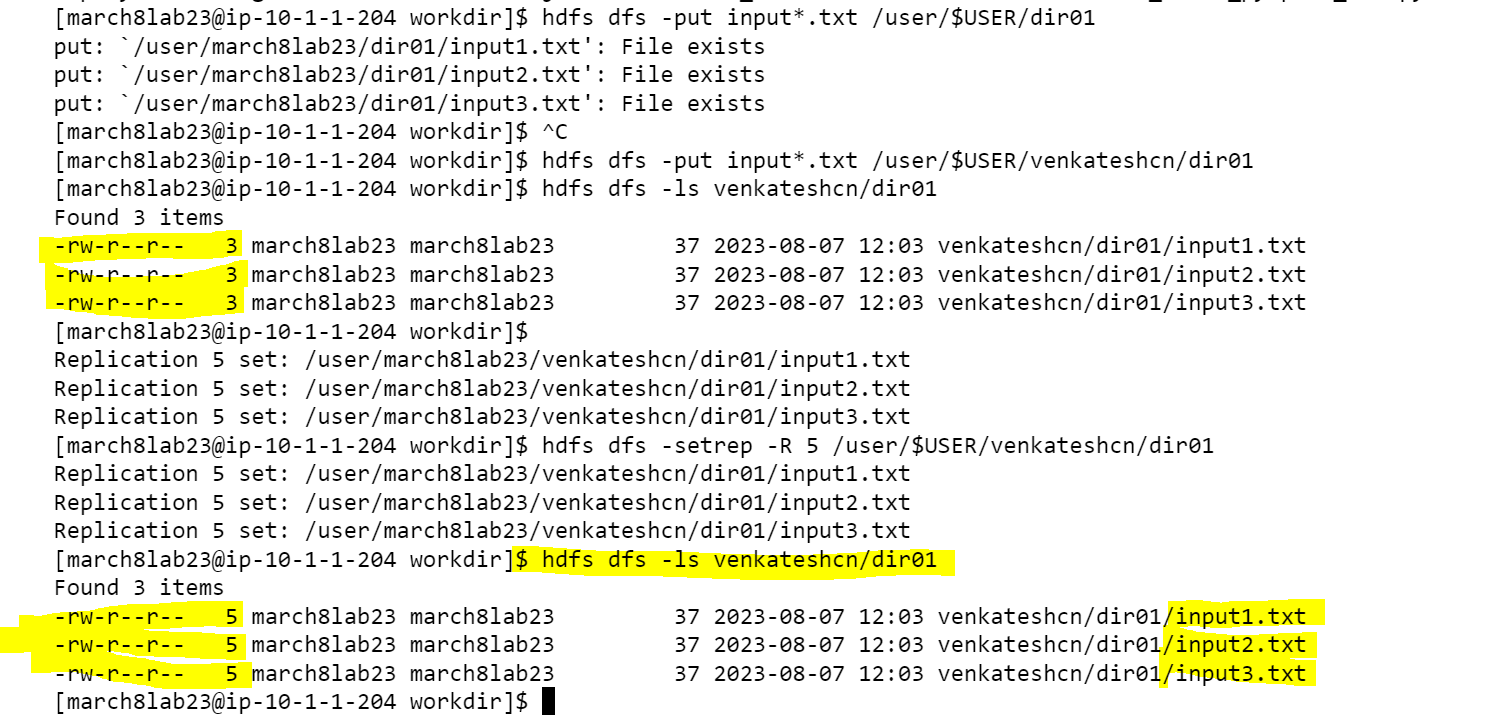 [march8lab23@ip-10-1-1-204 workdir]$ hdfs dfs -put input*.txt /user/$USER/dir01
put: `/user/march8lab23/dir01/input1.txt': File exists
put: `/user/march8lab23/dir01/input2.txt': File exists
put: `/user/march8lab23/dir01/input3.txt': File exists
[march8lab23@ip-10-1-1-204 workdir]$ ^C
[march8lab23@ip-10-1-1-204 workdir]$ hdfs dfs -put input*.txt /user/$USER/venkateshcn/dir01
[march8lab23@ip-10-1-1-204 workdir]$ hdfs dfs -ls venkateshcn/dir01
Found 3 items
-rw-r--r--   3 march8lab23 march8lab23         37 2023-08-07 12:03 venkateshcn/dir01/input1.txt
-rw-r--r--   3 march8lab23 march8lab23         37 2023-08-07 12:03 venkateshcn/dir01/input2.txt
-rw-r--r--   3 march8lab23 march8lab23         37 2023-08-07 12:03 venkateshcn/dir01/input3.txt
[march8lab23@ip-10-1-1-204 workdir]$
Replication 5 set: /user/march8lab23/venkateshcn/dir01/input1.txt
Replication 5 set: /user/march8lab23/venkateshcn/dir01/input2.txt
Replication 5 set: /user/march8lab23/venkateshcn/dir01/input3.txt
[march8lab23@ip-10-1-1-204 workdir]$ hdfs dfs -setrep -R 5 /user/$USER/venkateshcn/dir01
Replication 5 set: /user/march8lab23/venkateshcn/dir01/input1.txt
Replication 5 set: /user/march8lab23/venkateshcn/dir01/input2.txt
Replication 5 set: /user/march8lab23/venkateshcn/dir01/input3.txt
[march8lab23@ip-10-1-1-204 workdir]$ hdfs dfs -ls venkateshcn/dir01
Found 3 items
-rw-r--r--   5 march8lab23 march8lab23         37 2023-08-07 12:03 venkateshcn/dir01/input1.txt
-rw-r--r--   5 march8lab23 march8lab23         37 2023-08-07 12:03 venkateshcn/dir01/input2.txt
-rw-r--r--   5 march8lab23 march8lab23         37 2023-08-07 12:03 venkateshcn/dir01/input3.txt
[march8lab23@ip-10-1-1-204 workdir]$